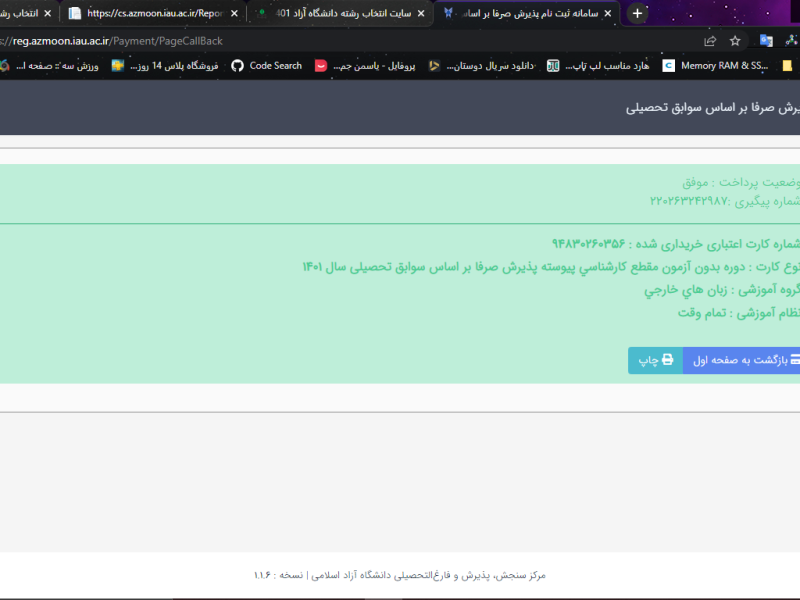 انتخاب رش
https://cs.azmoon.iau.ac.ir/Repor
سایت انتخاب رشته دانشگاه آزاد 401
سامانه ثبت نام پذیرش صرفا بر اسا
reg.azmoon.iau.ac.ir/Payment/PageCallBack
ورزش سه :: صفحه ا...
فروشگاه پلاس 14 روز...
Code Search
پروفایل - یاسمن جم...
دانلود سریال دوستان...
هارد مناسب لپ تاپ...
Memory RAM & SS...
یرش صرفا بر اساس سوابق تحصیلی
وضعیت پرداخت : موفق
شماره پیگیری :۲۲۰۲۶۳۲۴۲۹۸۷
شماره کارت اعتباری خریداری شده : ۹۴۸۳۰۲۶۰۳۵۶
نوع کارت : دوره بدون آزمون مقطع کارشناسي پیوسته پذیرش صرفا بر اساس سوابق تحصیلی سال ۱۴۰۱
گروه آموزشی : زبان هاي خارجي
نظام آموزشی : تمام وقت
بازگشت به صفحه اول
چاپ
مرکز سنجش، پذیرش و فارغ‌التحصیلی دانشگاه آزاد اسلامی | نسخه : ۱.۱.۶